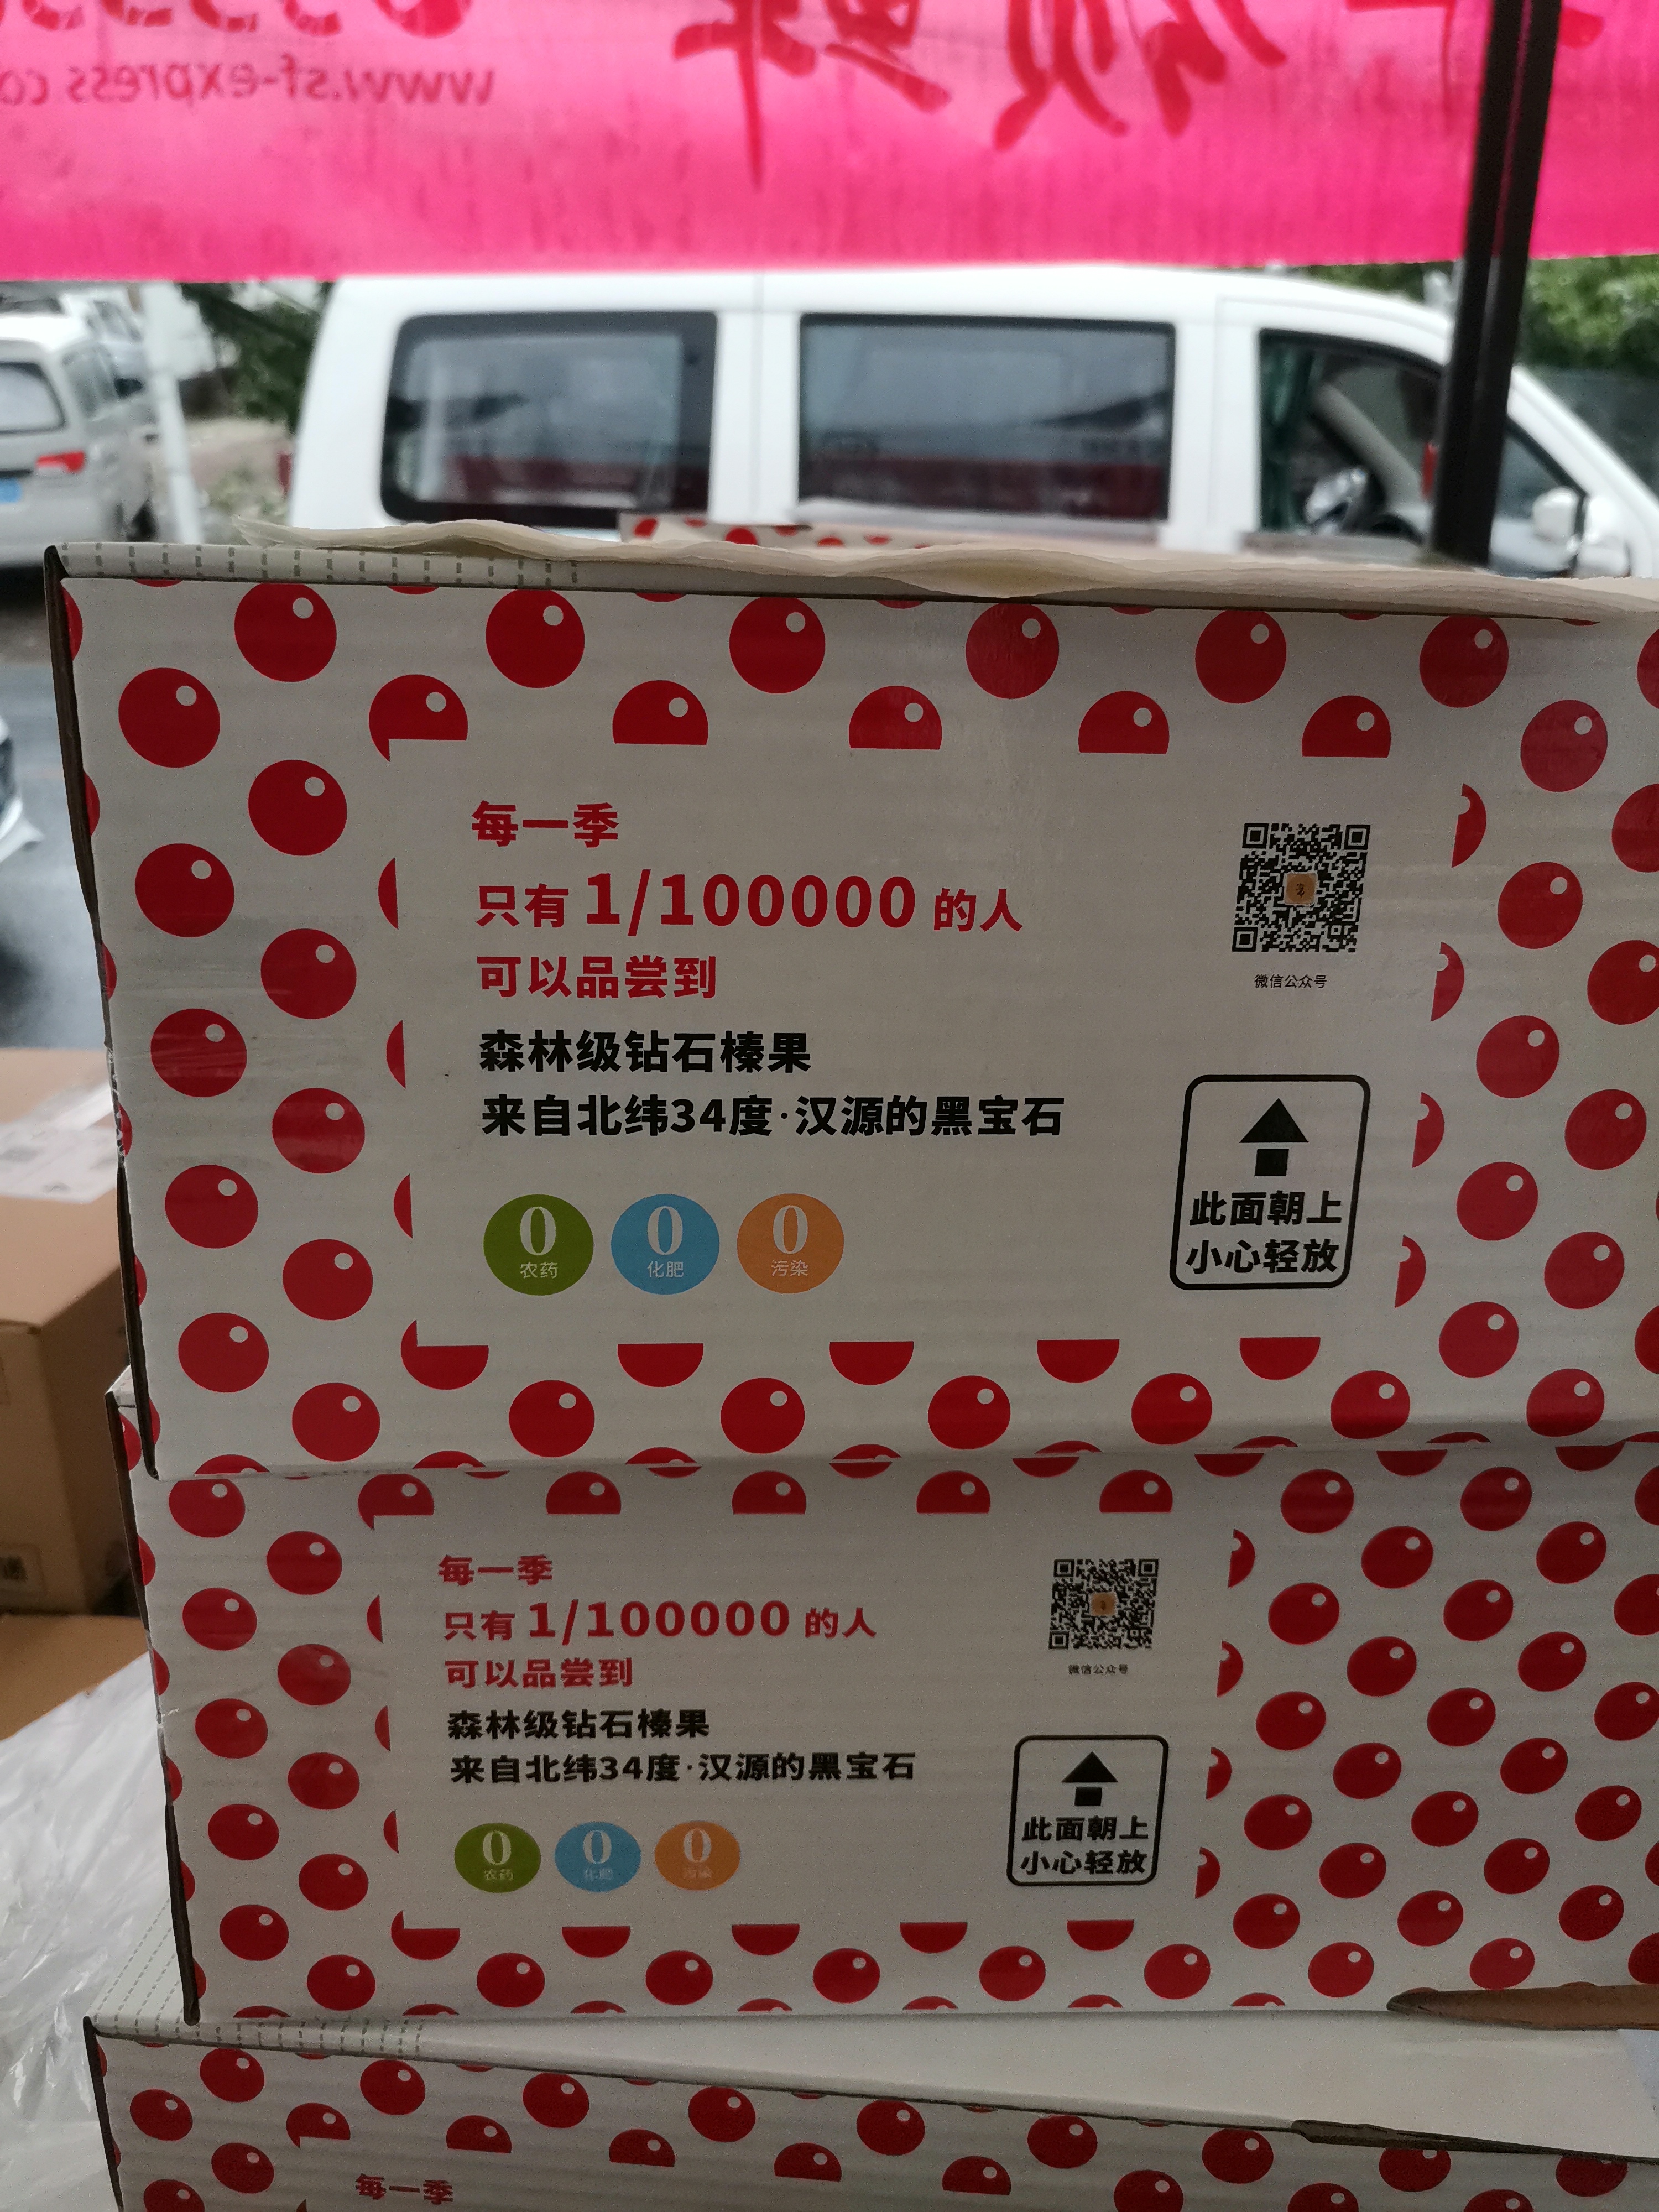 www.sf-express.co
鲜
每一季
只有1/100000的人
可以品尝到
森林级钻石榛果
来自北纬34度·汉源的黑宝石
0
农药
0
化肥
0
污染
微信公众号
此面朝上
小心轻放
每一季
只有1/100000的人
可以品尝到
森林级钻石榛果
来自北纬34度·汉源的黑宝石
0
农药
0
化肥
0
污染
微信公众号
此面朝上
小心轻放
每一季